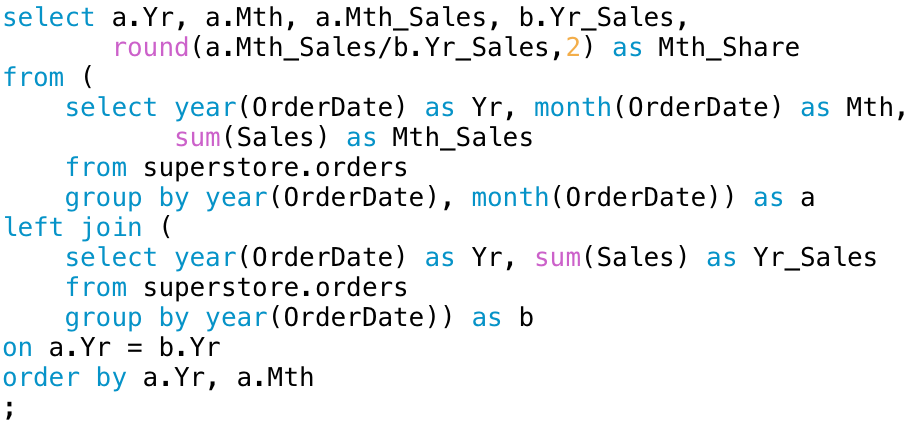 select a.Yr, a.Mth, a.Mth_Sales, b.Yr_Sales,
       round(a.Mth_Sales/b.Yr_Sales,2) as Mth_Share
from (
    select year(OrderDate) as Yr, month(OrderDate) as Mth,
           sum(Sales) as Mth_Sales
    from superstore.orders
    group by year(OrderDate), month(OrderDate)) as a
left join (
    select year(OrderDate) as Yr, sum(Sales) as Yr_Sales
    from superstore.orders
    group by year(OrderDate)) as b
on a.Yr = b.Yr
order by a.Yr, a.Mth
;